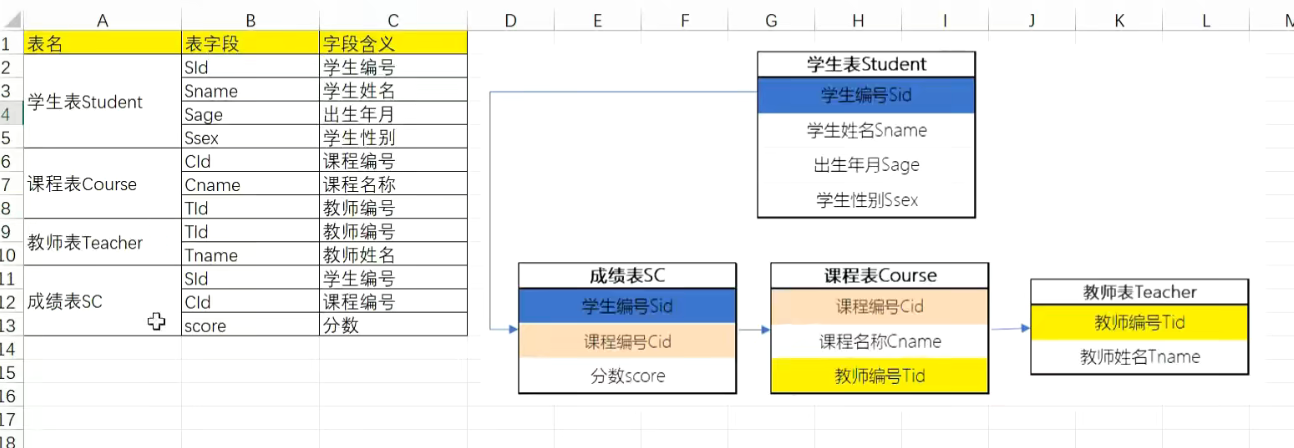 A B C D E F G H I J K L M
1 表名 表字段 字段含义
2 SId 学生编号
3 学生表Student Sname 学生姓名
4 Sage 出生年月
5 Ssex 学生性别
6 CId 课程编号
7 课程表Course Cname 课程名称
8 TId 教师编号
9 教师表Teacher TId 教师编号
10 Tname 教师姓名
11 SId 学生编号
12 成绩表SC CId 课程编号
13 score 分数
14
15
16
17
18
学生表Student
学生编号Sid
学生姓名Sname
出生年月Sage
学生性别Ssex
成绩表SC
学生编号Sid
课程编号Cid
分数score
课程表Course
课程编号Cid
课程名称Cname
教师编号Tid
教师表Teacher
教师编号Tid
教师姓名Tname